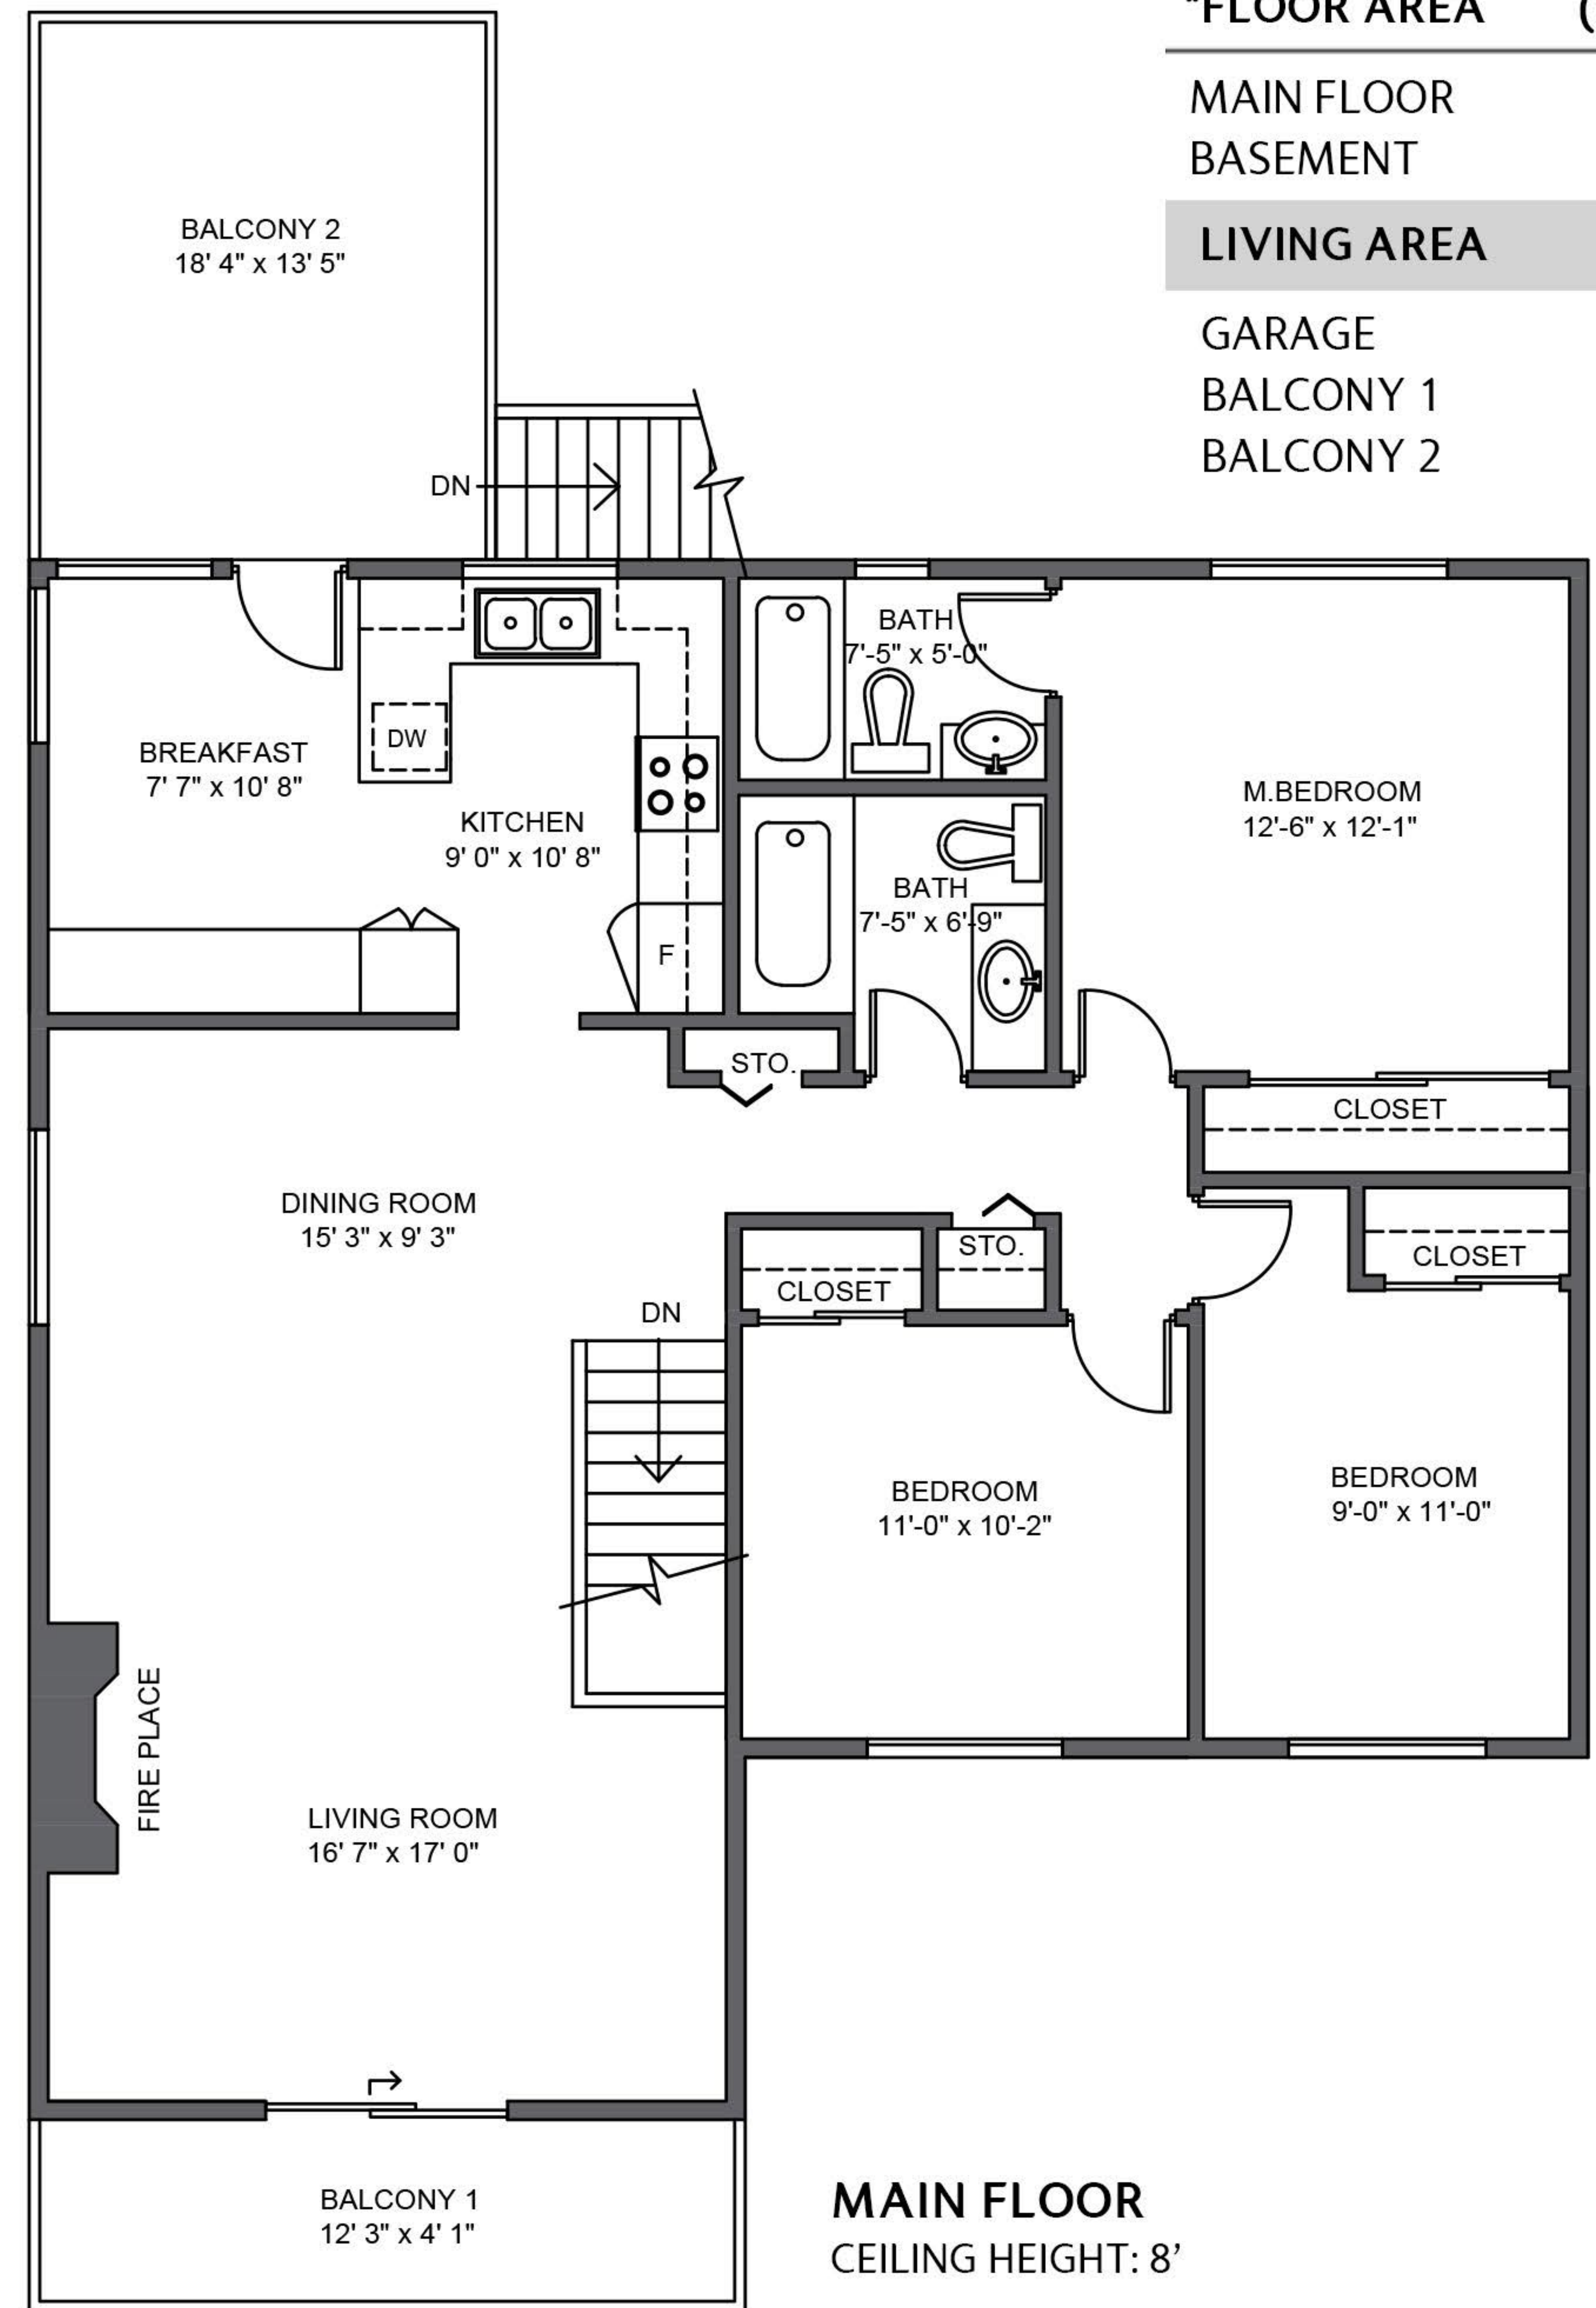 *FLOOR AREA (
MAIN FLOOR
BASEMENT
LIVING AREA
GARAGE
BALCONY 1
BALCONY 2
BALCONY 2
18' 4" x 13' 5"
DN
BATH
7'-5" x 5'-0"
BREAKFAST
7' 7" x 10' 8"
DW
KITCHEN
9' 0" x 10' 8"
M.BEDROOM
12'-6" x 12'-1"
BATH
7'-5" x 6'-9"
F
STO.
CLOSET
DINING ROOM
15' 3" x 9' 3"
STO.
CLOSET
CLOSET
DN
BEDROOM
11'-0" x 10'-2"
BEDROOM
9'-0" x 11'-0"
FIRE PLACE
LIVING ROOM
16' 7" x 17' 0"
BALCONY 1
12' 3" x 4' 1"
MAIN FLOOR
CEILING HEIGHT: 8’